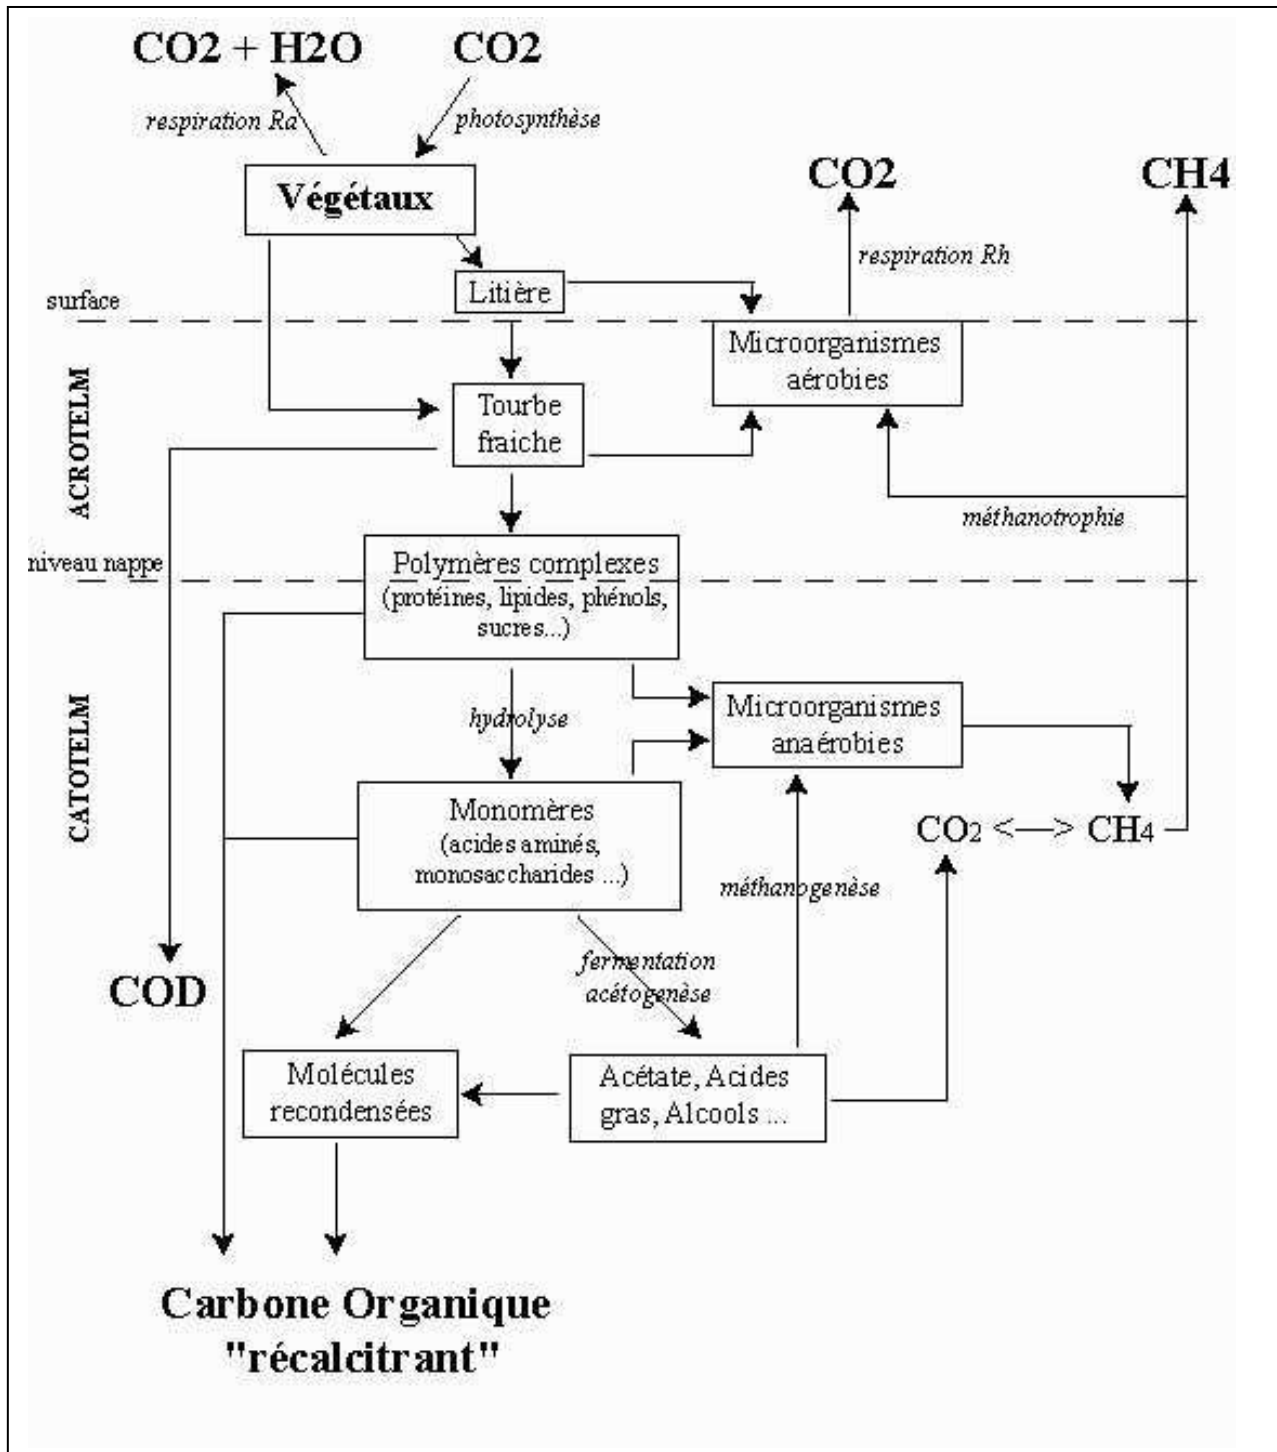 CO2 + H2O
CO2
respiration Ra
photosynthèse
Végétaux
CO2
CH4
respiration Rh
Litière
surface
Microorganismes
aérobies
Tourbe
fraiche
ACROTELM
méthanotrophie
niveau nappe
Polymères complexes
(protéines, lipides, phénols,
sucres...)
Microorganismes
anaérobies
hydrolyse
CATOTELM
Monomères
(acides aminés,
monosaccharides ...)
CO2 <—> CH4
méthanogenèse
fermentation
acétogenèse
COD
Molécules
recondensées
Acétate, Acides
gras, Alcools ...
Carbone Organique
"récalcitrant"